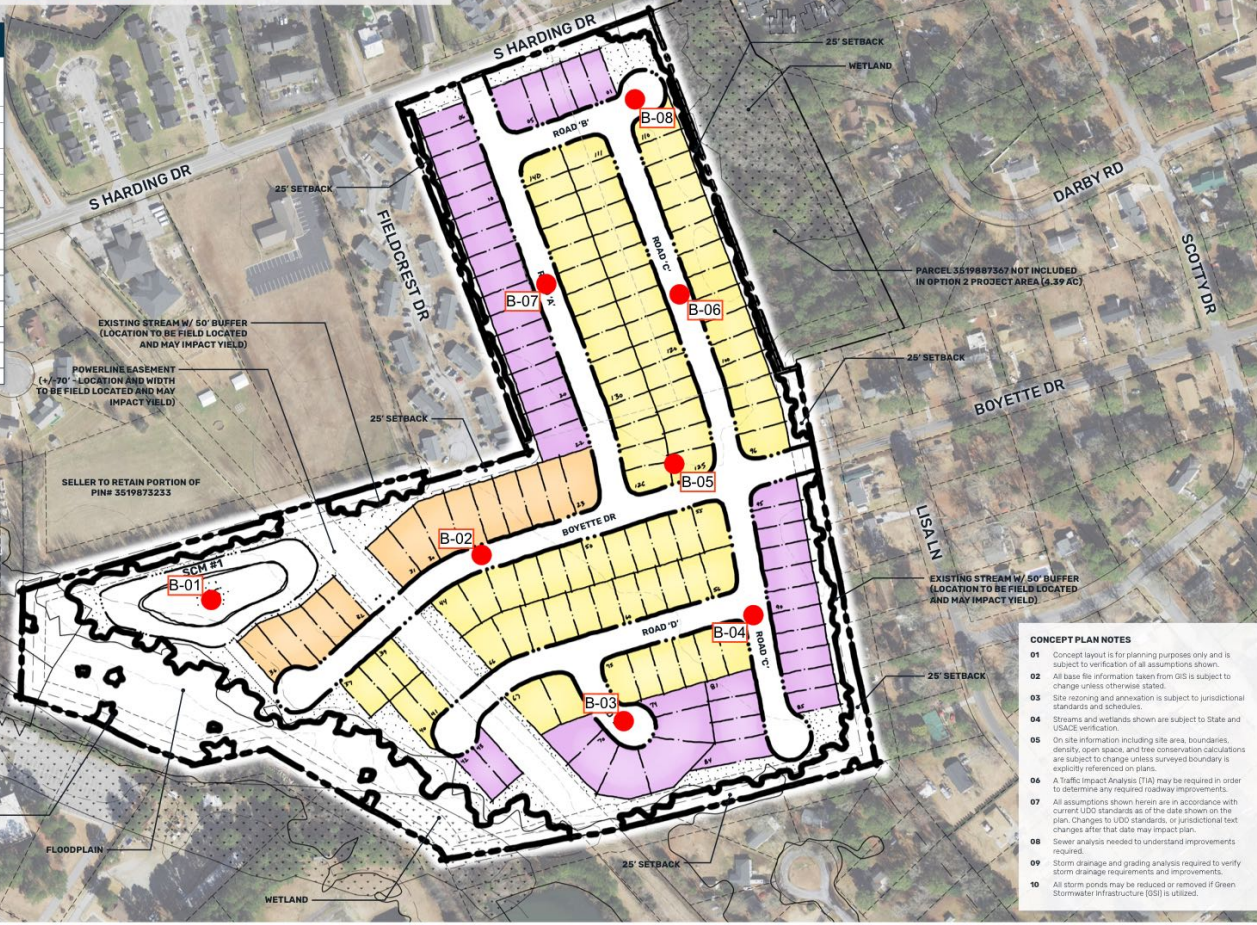 S HARDING DR
25' SETBACK
WETLAND
B-08
ROAD 'B'
S HARDING DR
25' SETBACK
140
111
110
DARBY RD
FIELDCREST DR
ROAD 'C'
SCOTTY DR
B-07
B-06
PARCEL 3519887367 NOT INCLUDED
IN OPTION 2 PROJECT AREA (4.39 AC)
EXISTING STREAM W/ 50' BUFFER
(LOCATION TO BE FIELD LOCATED
AND MAY IMPACT YIELD)
25' SETBACK
POWERLINE EASEMENT
(+/-70' - LOCATION AND WIDTH
TO BE FIELD LOCATED AND MAY
IMPACT YIELD)
BOYETTE DR
130
25' SETBACK
SELLER TO RETAIN PORTION OF
PIN# 3519873233
126
125
B-05
BOYETTE DR
B-02
LISA LN
SCM #1
B-01
EXISTING STREAM W/ 50' BUFFER
(LOCATION TO BE FIELD LOCATED
AND MAY IMPACT YIELD)
ROAD 'D'
B-04
ROAD 'C'
25' SETBACK
B-03
CONCEPT PLAN NOTES
01 Concept layout is for planning purposes only and is
subject to verification of all assumptions shown.
02 All base file information taken from GIS is subject to
change unless otherwise stated.
03 Site rezoning and annexation is subject to jurisdictional
standards and schedules.
04 Streams and wetlands shown are subject to State and
USACE verification.
05 On site information including site area, boundaries,
density, open space, and tree conservation calculations
are subject to change unless surveyed boundary is
explicitly referenced on plans.
06 A Traffic Impact Analysis (TIA) may be required in order
to determine any required roadway improvements.
07 All assumptions shown herein are in accordance with
current UDO standards as of the date shown on the
plan. Changes to UDO standards, or jurisdictional text
changes after that date may impact plan.
08 Sewer analysis needed to understand improvements
required.
09 Storm drainage and grading analysis required to verify
storm drainage requirements and improvements.
10 All storm ponds may be reduced or removed if Green
Stormwater Infrastructure (GSI) is utilized.
FLOODPLAIN
25' SETBACK
WETLAND